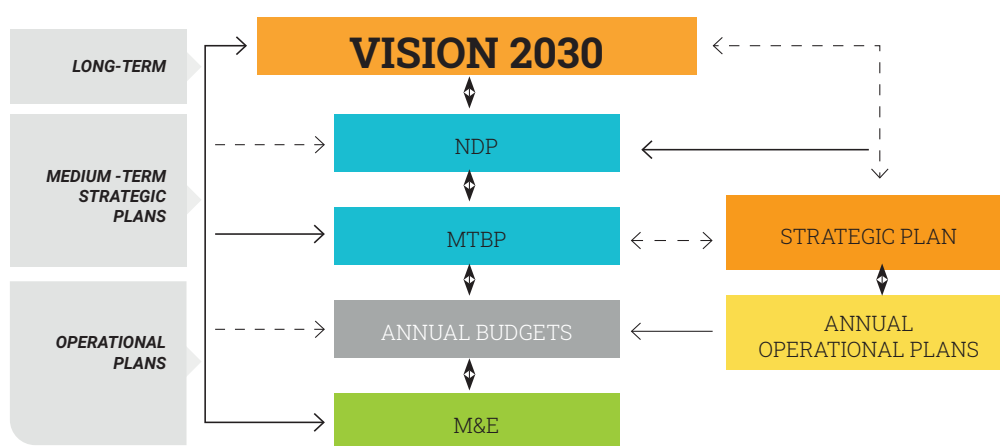 LONG-TERM
VISION 2030
MEDIUM -TERM
STRATEGIC
PLANS
NDP
MTBP
STRATEGIC PLAN
OPERATIONAL
PLANS
ANNUAL BUDGETS
ANNUAL
OPERATIONAL PLANS
M&E